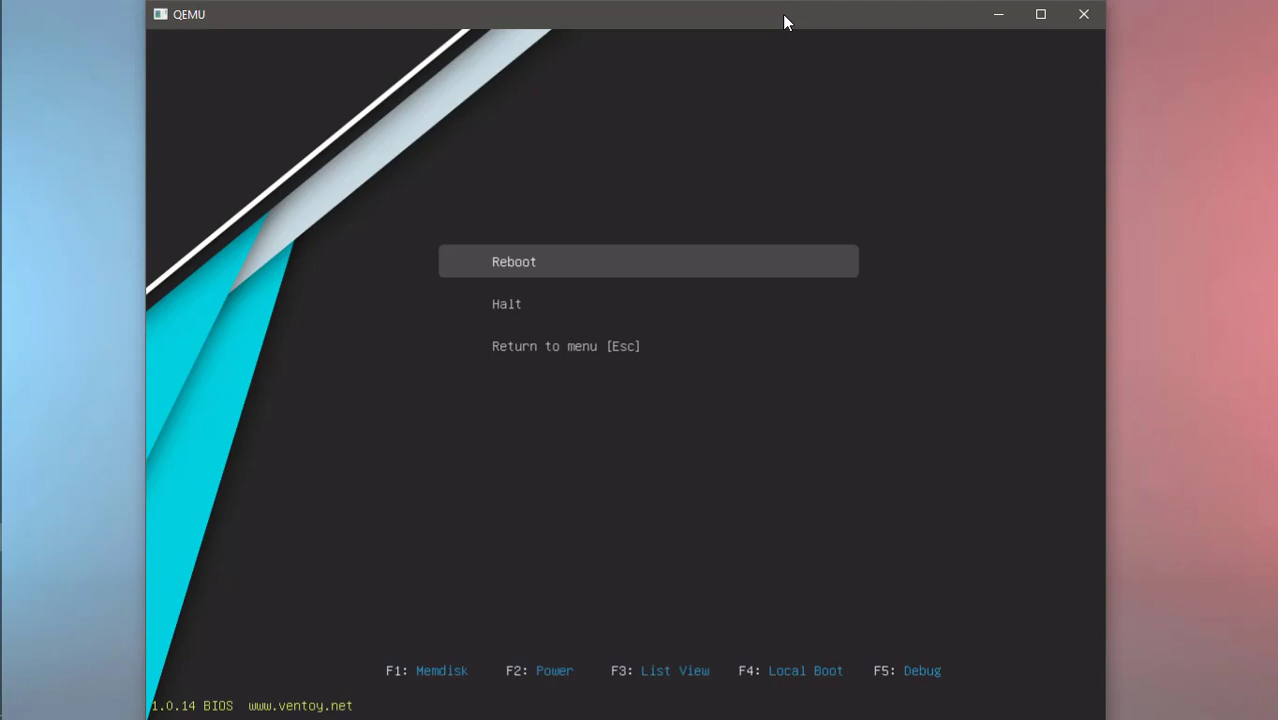 QEMU
Reboot
Halt
Return to menu [Esc]
F1: Memdisk F2: Power F3: List View F4: Local Boot F5: Debug
1.0.14 BIOS www.ventoy.net